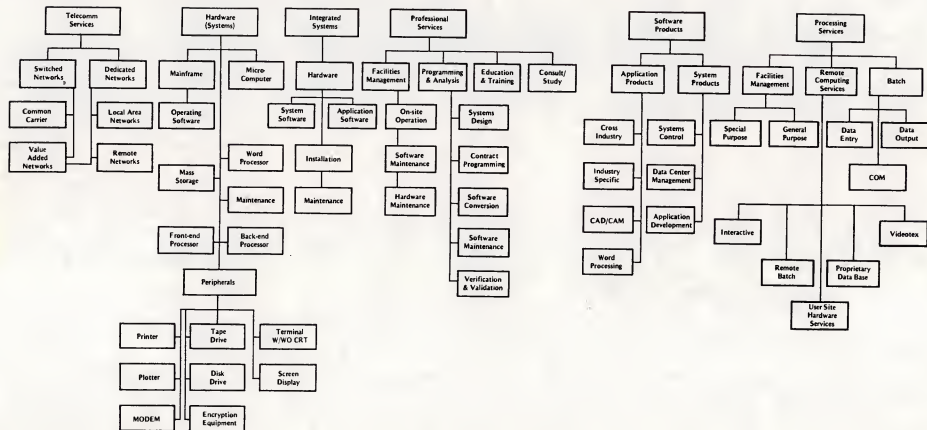 Telecomm
Services
Switched
Networks
Dedicated
Networks
Common
Carrier
Local Area
Networks
Value
Added
Networks
Remote
Networks
Hardware
(Systems)
Mainframe
Micro-
Computer
Operating
Software
Word
Processor
Mass
Storage
Maintenance
Front-end
Processor
Back-end
Processor
Peripherals
Printer
Tape
Drive
Terminal
W/WO CRT
Plotter
Disk
Drive
Screen
Display
MODEM
Encryption
Equipment
Integrated
Systems
Hardware
System
Software
Application
Software
Installation
Maintenance
Professional
Services
Facilities
Management
Programming
& Analysis
Education
& Training
Consult/
Study
On-site
Operation
Software
Maintenance
Hardware
Maintenance
Systems
Design
Contract
Programming
Software
Conversion
Software
Maintenance
Verification
& Validation
Software
Products
Application
Products
System
Products
Cross
Industry
Industry
Specific
CAD/CAM
Word
Processing
Systems
Control
Data Center
Management
Application
Development
Processing
Services
Facilities
Management
Remote
Computing
Services
Batch
Special
Purpose
General
Purpose
Data
Entry
Data
Output
COM
Interactive
Remote
Batch
Proprietary
Data Base
Videotex
User Site
Hardware
Services